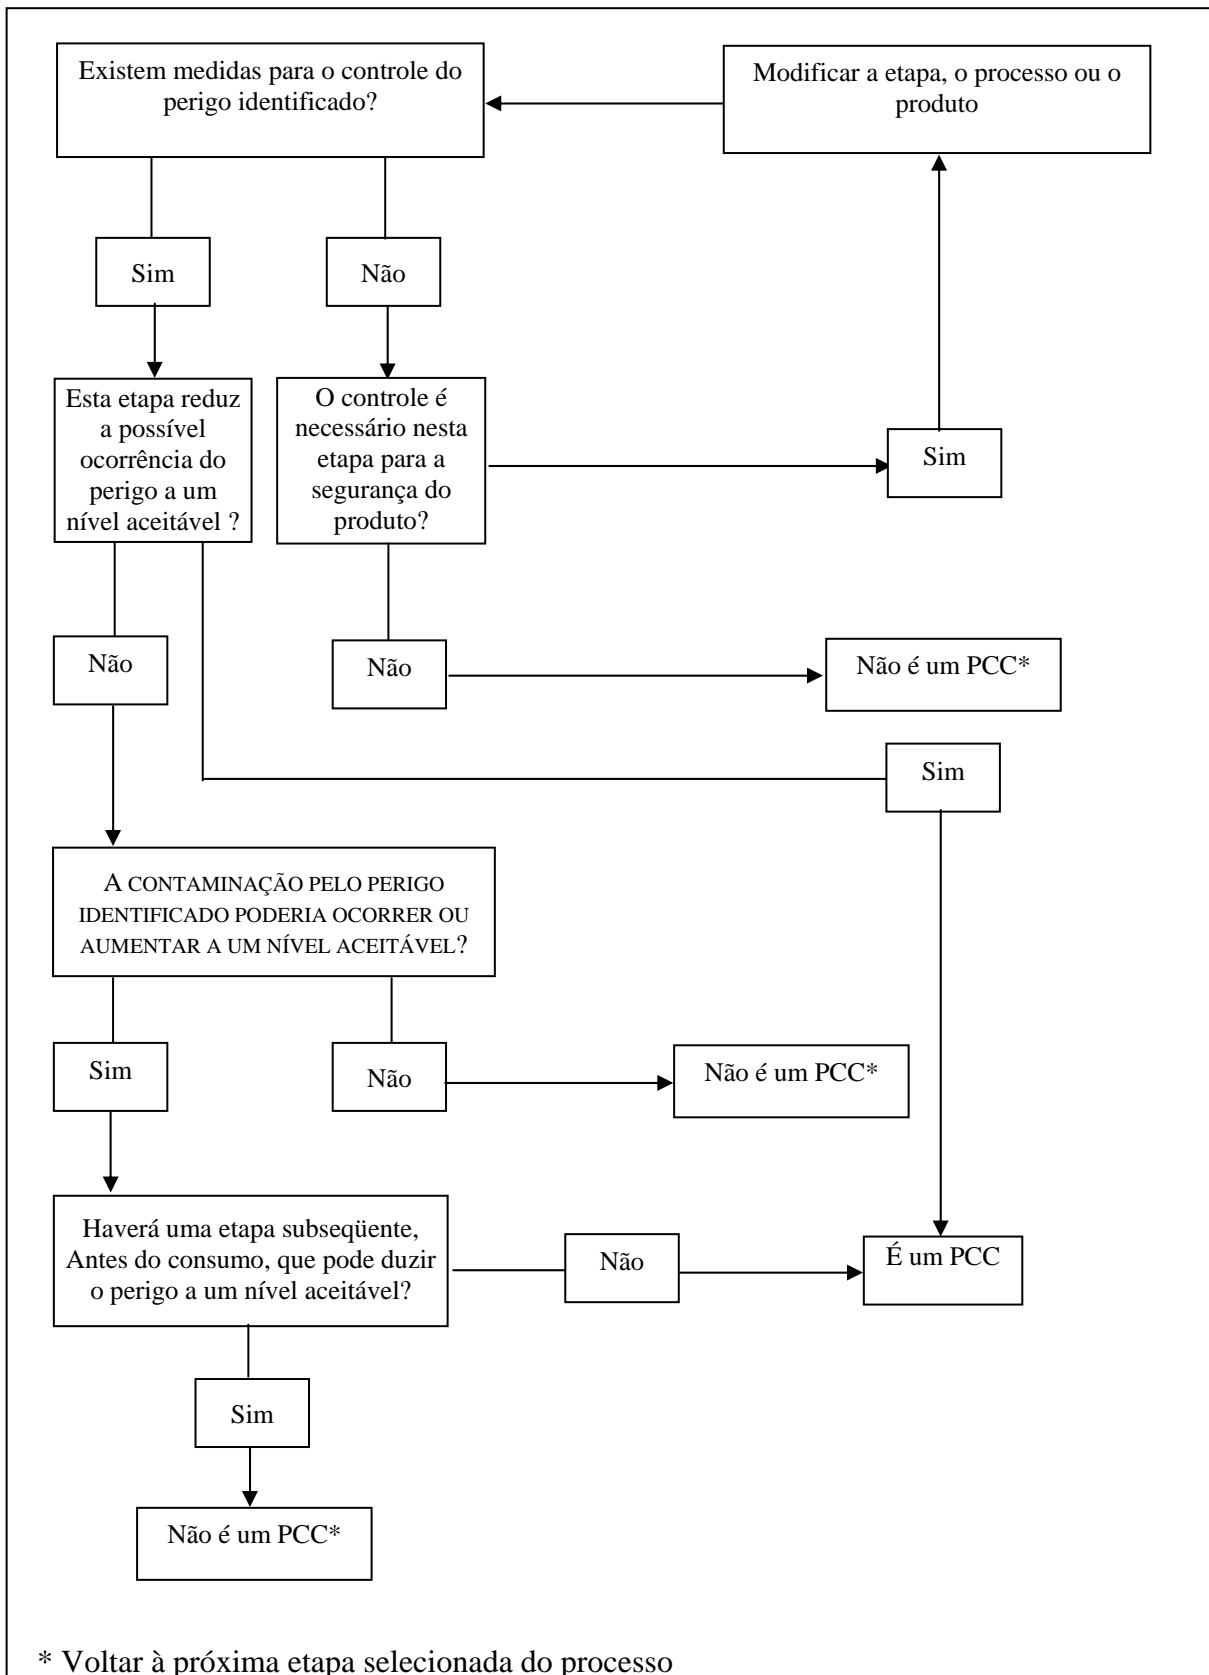 Existem medidas para o controle do
perigo identificado?
Modificar a etapa, o processo ou o
produto
Sim
Não
Esta etapa reduz
a possível
ocorrência do
perigo a um
nível aceitável ?
O controle é
necessário nesta
etapa para a
segurança do
produto?
Sim
Não
Não
Não é um PCC*
Sim
A CONTAMINAÇÃO PELO PERIGO
IDENTIFICADO PODERIA OCORRER OU
AUMENTAR A UM NÍVEL ACEITÁVEL?
Sim
Não
Não é um PCC*
Haverá uma etapa subseqüente,
Antes do consumo, que pode duzir
o perigo a um nível aceitável?
Não
É um PCC
Sim
Não é um PCC*
* Voltar à próxima etapa selecionada do processo